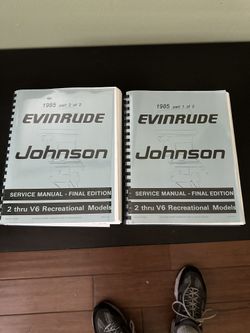 1985 part 2 of 2
EVINRUDE
Johnson
SERVICE MANUAL - FINAL EDITION
2 thru V6 Recreational Models
1985 part 1 of 2
EVINRUDE
Johnson
SERVICE MANUAL - FINAL EDITION
2 thru V6 Recreational Models